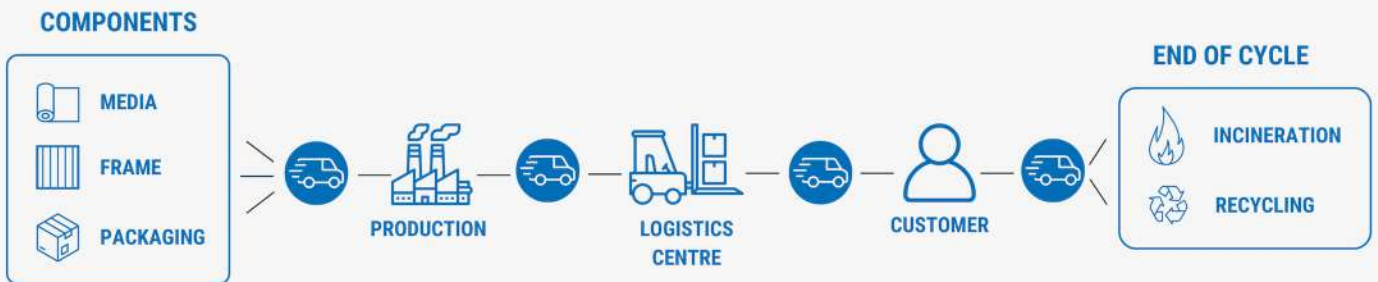 COMPONENTS
MEDIA
FRAME
PACKAGING
PRODUCTION
LOGISTICS
CENTRE
CUSTOMER
END OF CYCLE
INCINERATION
RECYCLING